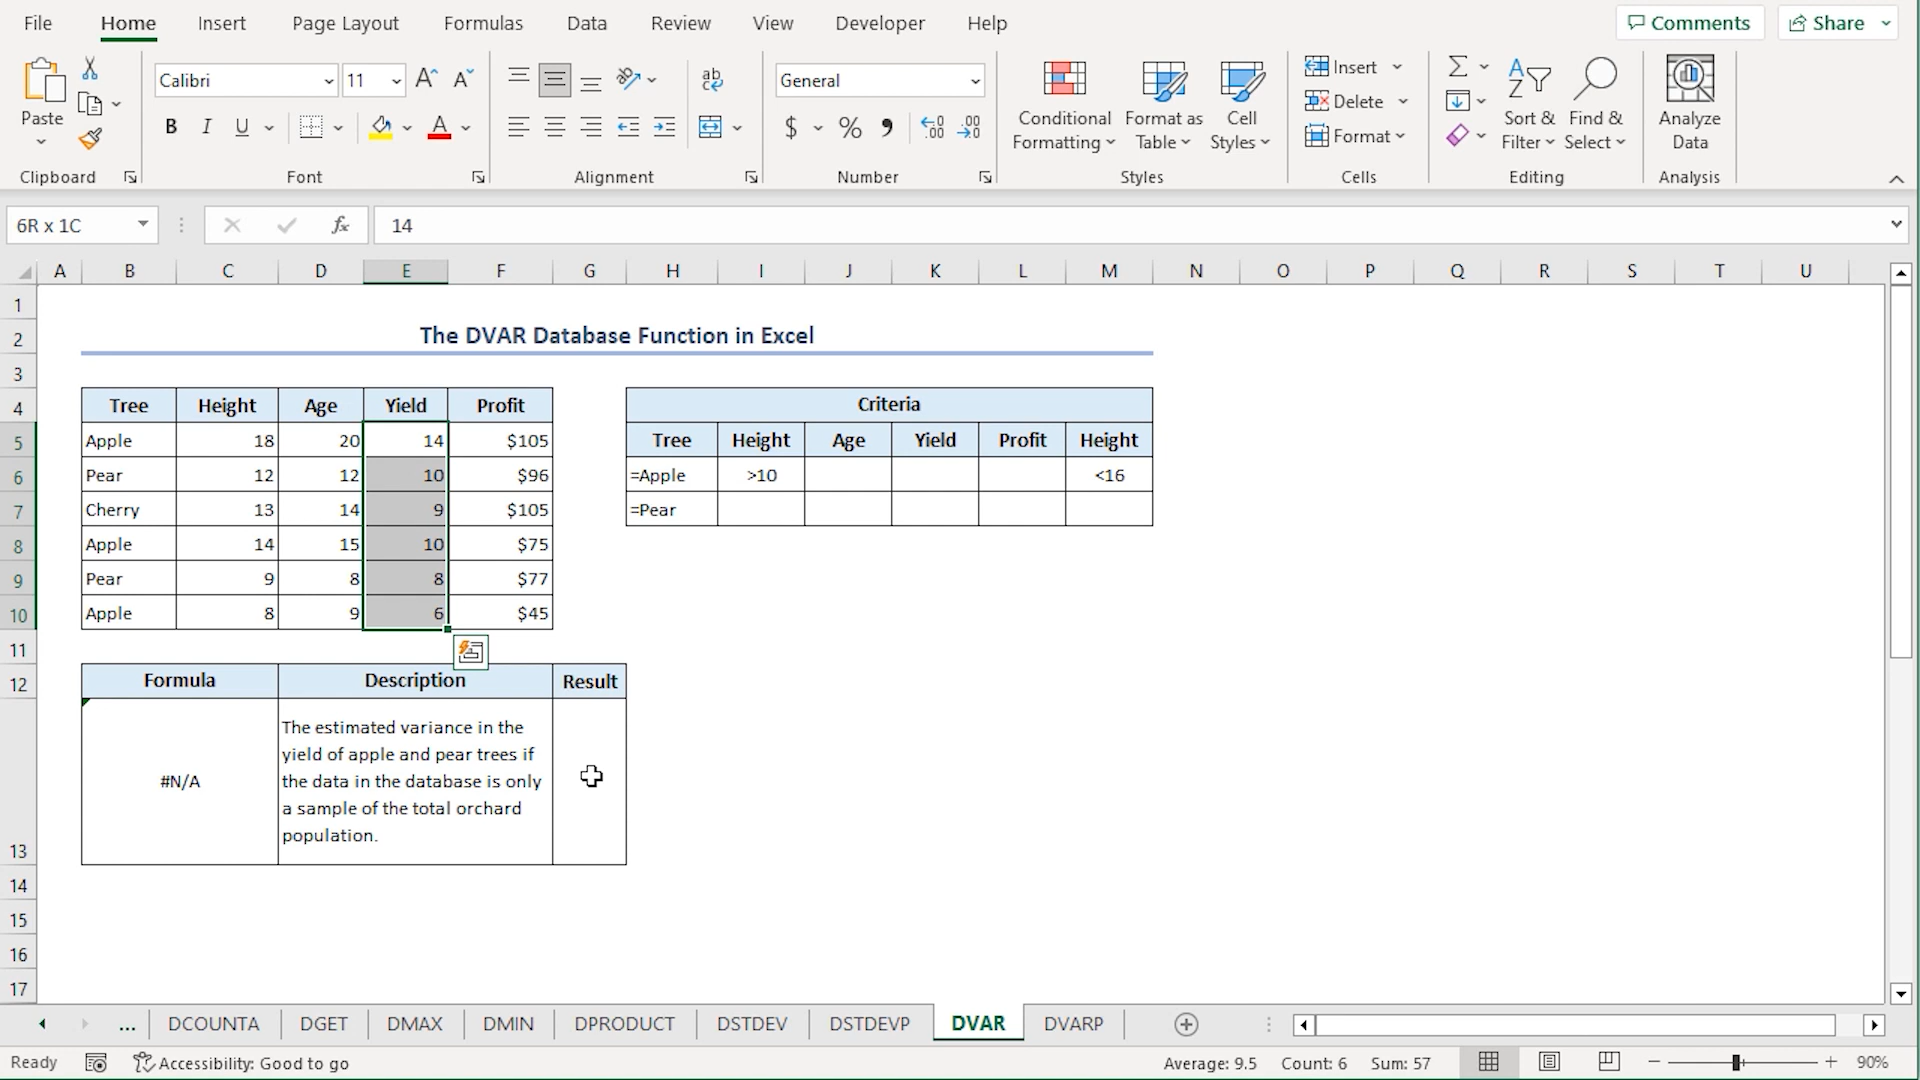 File Home Insert Page Layout Formulas Data Review View Developer Help Comments Share
Paste
Clipboard
Calibri 11
B I U A
Font
ab
Alignment
General
$ % 9 .00 .00
Number
Conditional Formatting
Format as Table
Cell Styles
Styles
Insert
Delete
Format
Cells
Sort & Filter
Find & Select
Editing
Analyze Data
Analysis
6R x 1C fx 14
A B C D E F G H I J K L M N O P Q R S T U
1
2 The DVAR Database Function in Excel
3
4 Tree Height Age Yield Profit Criteria
5 Apple 18 20 14 $105 Tree Height Age Yield Profit Height
6 Pear 12 12 10 $96 =Apple >10 <16
7 Cherry 13 14 9 $105 =Pear
8 Apple 14 15 10 $75
9 Pear 9 8 8 $77
10 Apple 8 9 6 $45
11
12 Formula Description Result
The estimated variance in the
yield of apple and pear trees if
#N/A the data in the database is only
a sample of the total orchard
population.
13
14
15
16
17
... DCOUNTA DGET DMAX DMIN DPRODUCT DSTDEV DSTDEVP DVAR DVARP
Ready Accessibility: Good to go Average: 9.5 Count: 6 Sum: 57 90%